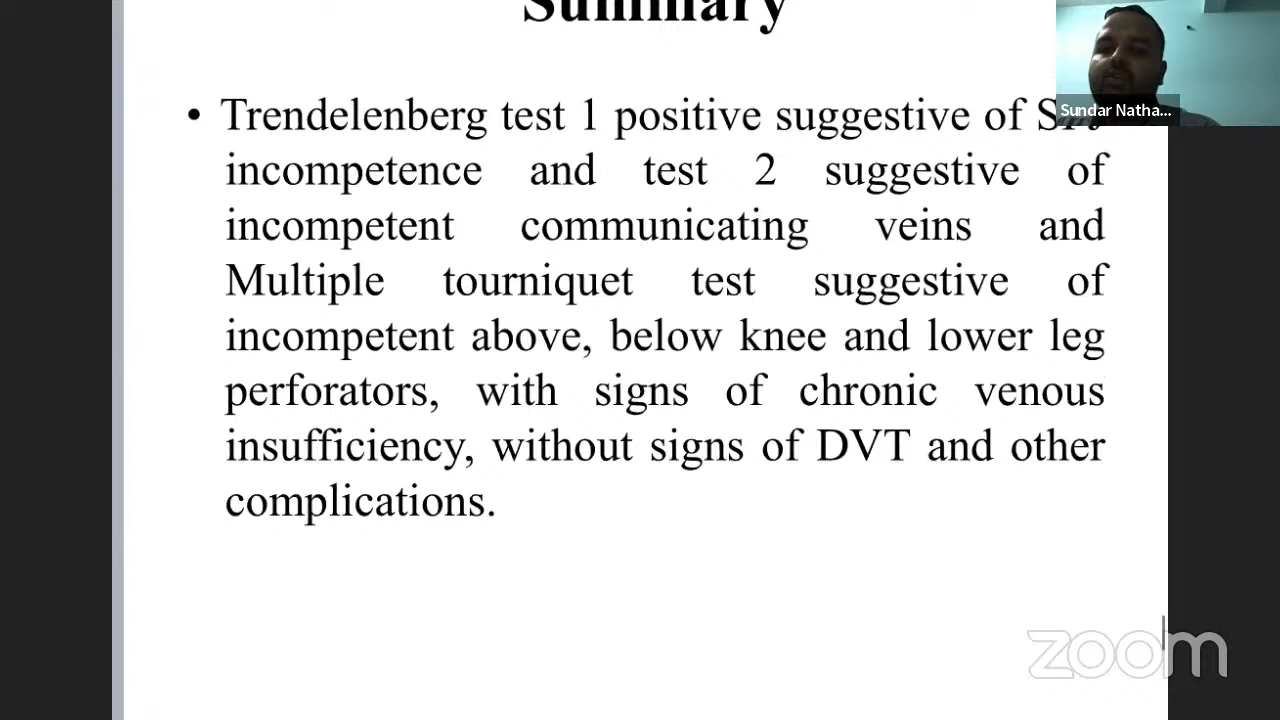 Summary
Sundar Natha...
• Trendelenberg test 1 positive suggestive of
incompetence and test 2 suggestive of
incompetent communicating veins and
Multiple tourniquet test suggestive of
incompetent above, below knee and lower leg
perforators, with signs of chronic venous
insufficiency, without signs of DVT and other
complications.
zoom